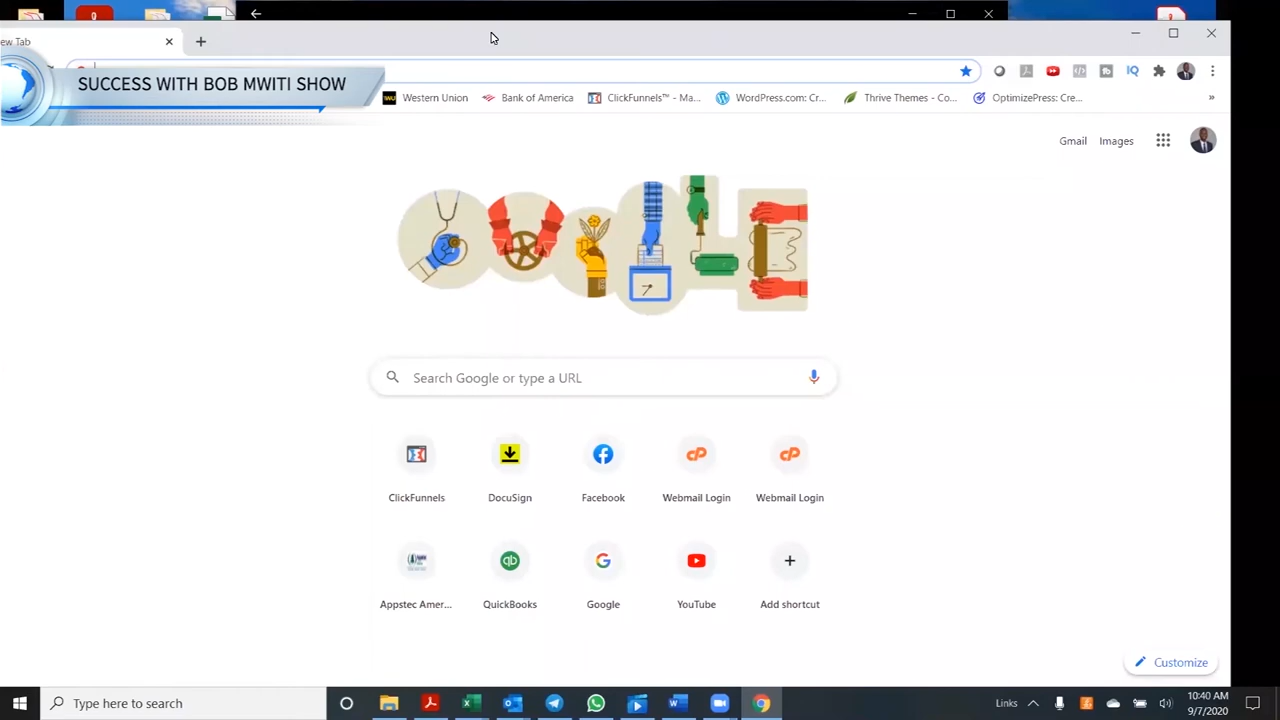 ew Tab
SUCCESS WITH BOB MWITI SHOW
Western Union
Bank of America
ClickFunnels™ - Ma...
WordPress.com: Cr...
Thrive Themes - Co...
OptimizePress: Cre...
»
Gmail
Images
Search Google or type a URL
ClickFunnels
DocuSign
Facebook
Webmail Login
Webmail Login
Appstec Amer...
QuickBooks
Google
YouTube
Add shortcut
Customize
Type here to search
Links
10:40 AM
9/7/2020